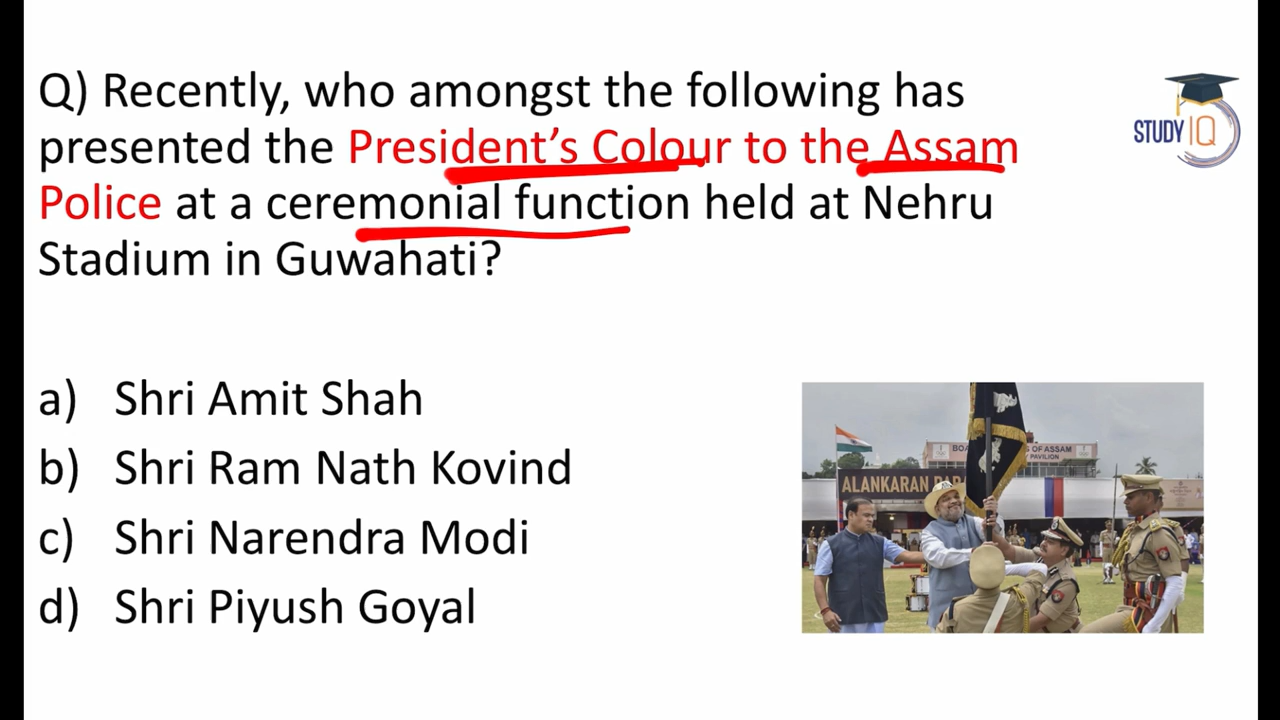 Q) Recently, who amongst the following has
presented the President’s Colour to the Assam
Police at a ceremonial function held at Nehru
Stadium in Guwahati?
STUDY IQ
a) Shri Amit Shah
b) Shri Ram Nath Kovind
c) Shri Narendra Modi
d) Shri Piyush Goyal
OF ASSAM
PAVILION
ALANKARAN